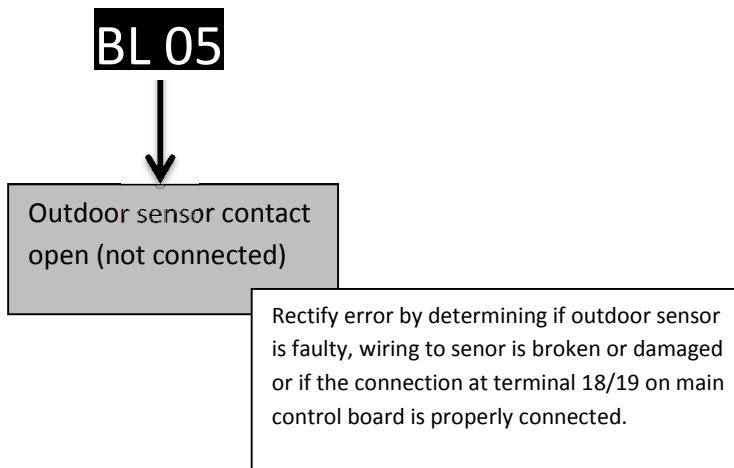 BL 05
Outdoor sensor contact
open (not connected)
Rectify error by determining if outdoor sensor
is faulty, wiring to senor is broken or damaged
or if the connection at terminal 18/19 on main
control board is properly connected.